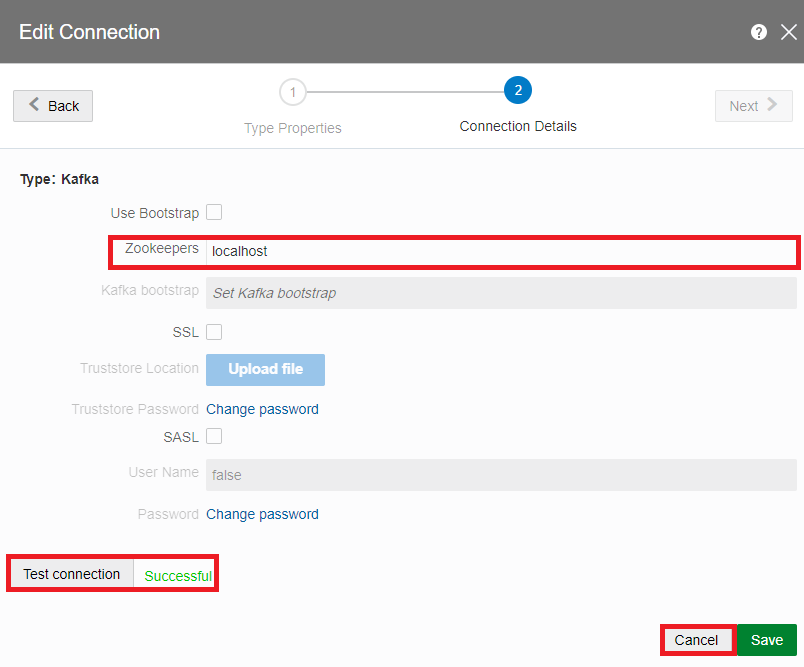 Edit Connection
?
Back
1
2
Next
Type Properties
Connection Details
Type: Kafka
Use Bootstrap
Zookeepers localhost
Kafka bootstrap Set Kafka bootstrap
SSL
Truststore Location Upload file
Truststore Password Change password
SASL
User Name false
Password Change password
Test connection Successful
Cancel Save